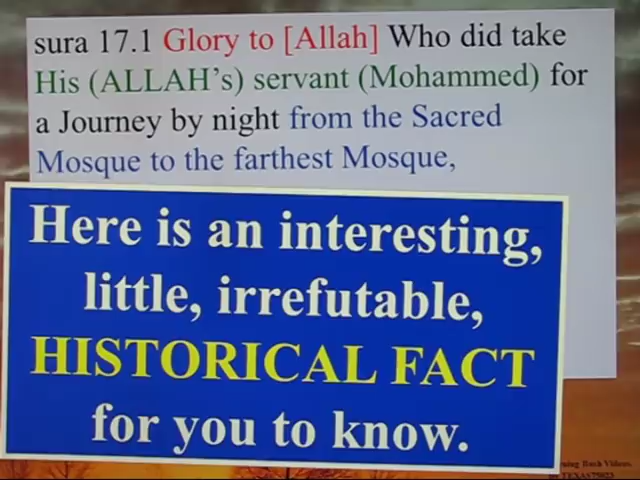 sura 17.1 Glory to [Allah] Who did take
His (ALLAH's) servant (Mohammed) for
a Journey by night from the Sacred
Mosque to the farthest Mosque,
Here is an interesting,
little, irrefutable,
HISTORICAL FACT
for you to know.
Videos